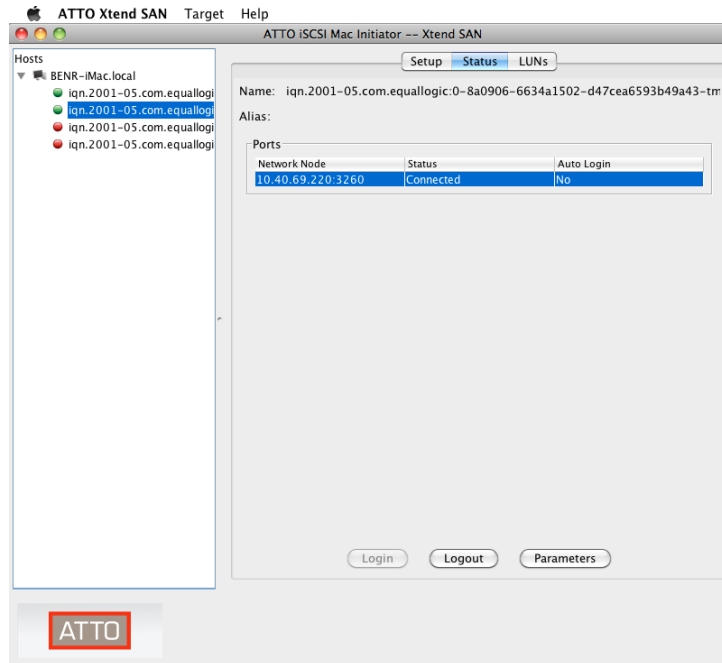 ATTO Xtend SAN Target Help
ATTO iSCSI Mac Initiator -- Xtend SAN
Hosts
BENR-iMac.local
iqn.2001-05.com.equallogi
iqn.2001-05.com.equallogi
iqn.2001-05.com.equallogi
iqn.2001-05.com.equallogi
Setup Status LUNs
Name: iqn.2001-05.com.equallogic:0-8a0906-6634a1502-d47cea6593b49a43-tm
Alias:
Ports
Network Node Status Auto Login
10.40.69.220:3260 Connected No
Login Logout Parameters
ATTO